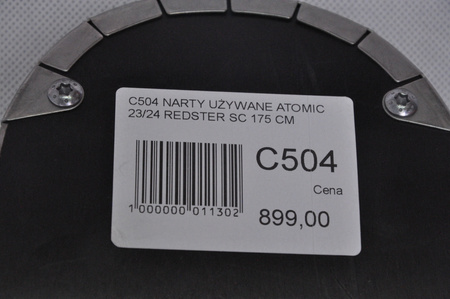 C504 NARTY UŻYWANE ATOMIC
23/24 REDSTER SC 175 CM
C504
Cena
899,00
1 000000 011302